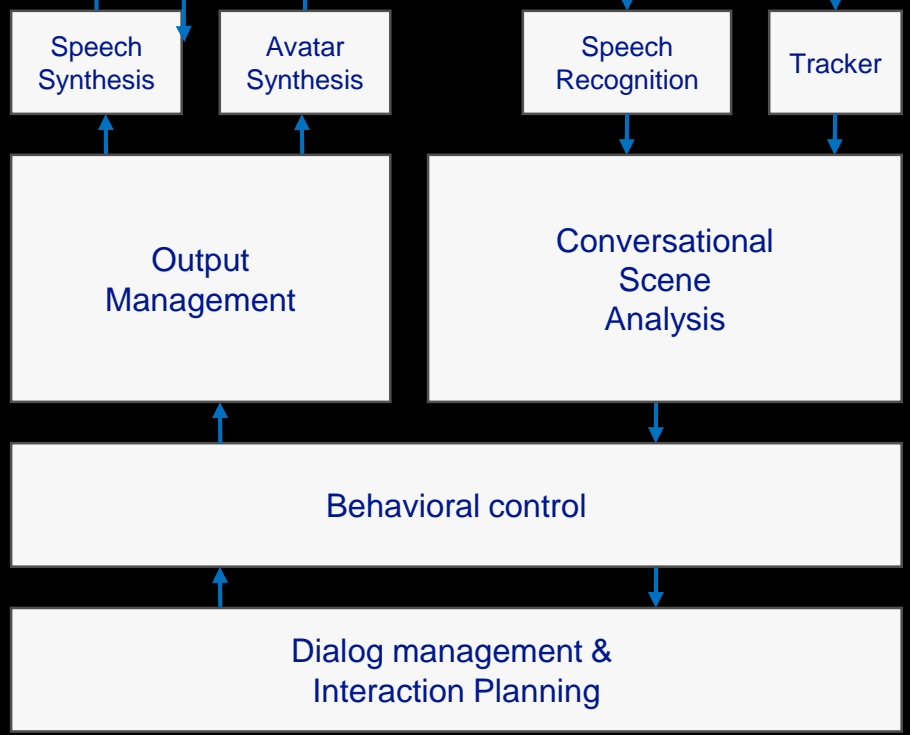 Speech
Synthesis
Avatar
Synthesis
Speech
Recognition
Tracker
Output
Management
Conversational
Scene
Analysis
Behavioral control
Dialog management &
Interaction Planning